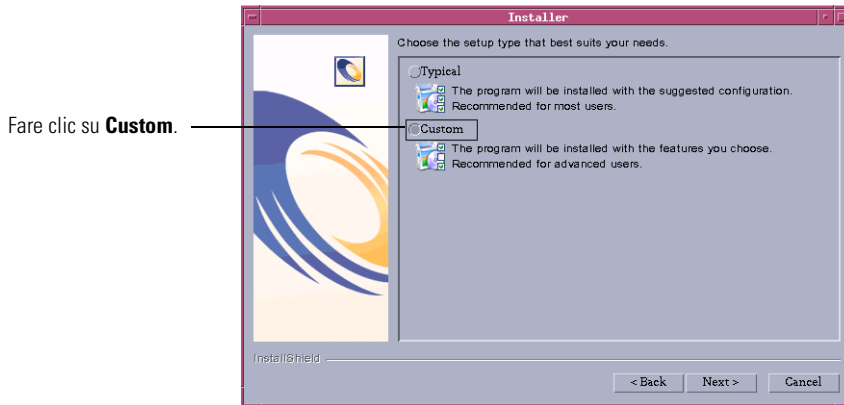 Installer
Choose the setup type that best suits your needs.
Typical
The program will be installed with the suggested configuration.
Recommended for most users.
Fare clic su Custom.
Custom
The program will be installed with the features you choose.
Recommended for advanced users.
InstallShield
< Back
Next >
Cancel